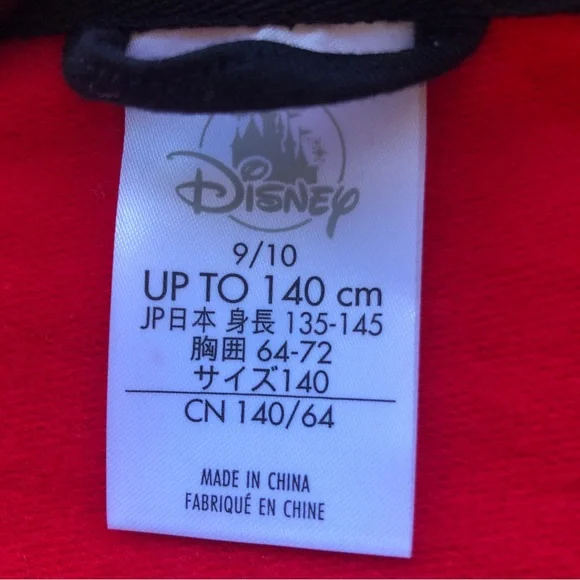 Disney
9/10
UP TO 140 cm
JP日本 身長 135-145
胸囲 64-72
サイズ140
CN 140/64
MADE IN CHINA
FABRIQUÉ EN CHINE